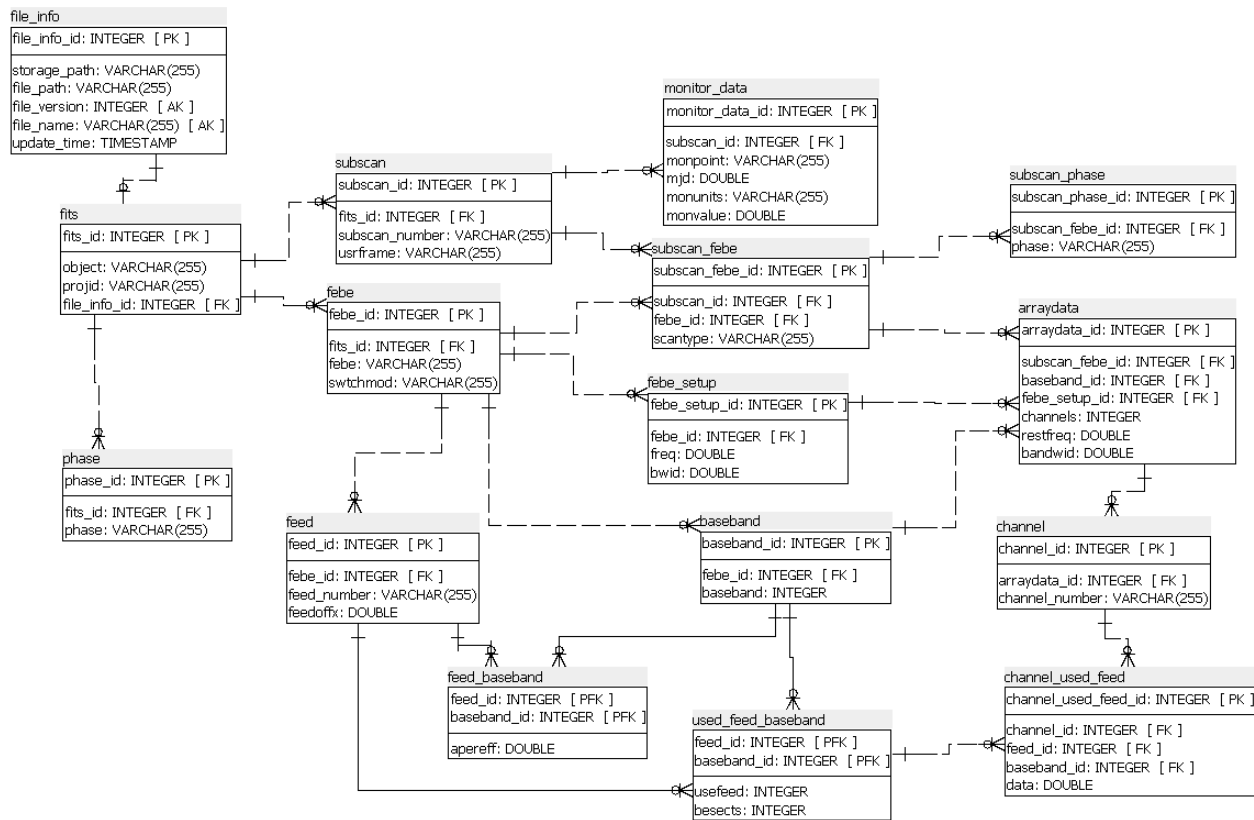 file_info
file_info_id: INTEGER [ PK ]
storage_path: VARCHAR(255)
file_path: VARCHAR(255)
file_version: INTEGER [ AK ]
file_name: VARCHAR(255) [ AK ]
update_time: TIMESTAMP
fits
fits_id: INTEGER [ PK ]
object: VARCHAR(255)
projid: VARCHAR(255)
file_info_id: INTEGER [ FK ]
phase
phase_id: INTEGER [ PK ]
fits_id: INTEGER [ FK ]
phase: VARCHAR(255)
subscan
subscan_id: INTEGER [ PK ]
fits_id: INTEGER [ FK ]
subscan_number: VARCHAR(255)
usrframe: VARCHAR(255)
febe
febe_id: INTEGER [ PK ]
fits_id: INTEGER [ FK ]
febe: VARCHAR(255)
swtchmod: VARCHAR(255)
feed
feed_id: INTEGER [ PK ]
febe_id: INTEGER [ FK ]
feed_number: VARCHAR(255)
feedoffx: DOUBLE
feed_baseband
feed_id: INTEGER [ PFK ]
baseband_id: INTEGER [ PFK ]
apereff: DOUBLE
monitor_data
monitor_data_id: INTEGER [ PK ]
subscan_id: INTEGER [ FK ]
monpoint: VARCHAR(255)
mjd: DOUBLE
monunits: VARCHAR(255)
monvalue: DOUBLE
subscan_febe
subscan_febe_id: INTEGER [ PK ]
subscan_id: INTEGER [ FK ]
febe_id: INTEGER [ FK ]
scantype: VARCHAR(255)
febe_setup
febe_setup_id: INTEGER [ PK ]
febe_id: INTEGER [ FK ]
freq: DOUBLE
bwid: DOUBLE
baseband
baseband_id: INTEGER [ PK ]
febe_id: INTEGER [ FK ]
baseband: INTEGER
used_feed_baseband
feed_id: INTEGER [ PFK ]
baseband_id: INTEGER [ PFK ]
usefeed: INTEGER
besects: INTEGER
subscan_phase
subscan_phase_id: INTEGER [ PK ]
subscan_febe_id: INTEGER [ FK ]
phase: VARCHAR(255)
arraydata
arraydata_id: INTEGER [ PK ]
subscan_febe_id: INTEGER [ FK ]
baseband_id: INTEGER [ FK ]
febe_setup_id: INTEGER [ FK ]
channels: INTEGER
restfreq: DOUBLE
bandwid: DOUBLE
channel
channel_id: INTEGER [ PK ]
arraydata_id: INTEGER [ FK ]
channel_number: VARCHAR(255)
channel_used_feed
channel_used_feed_id: INTEGER [ PK ]
channel_id: INTEGER [ FK ]
feed_id: INTEGER [ FK ]
baseband_id: INTEGER [ FK ]
data: DOUBLE